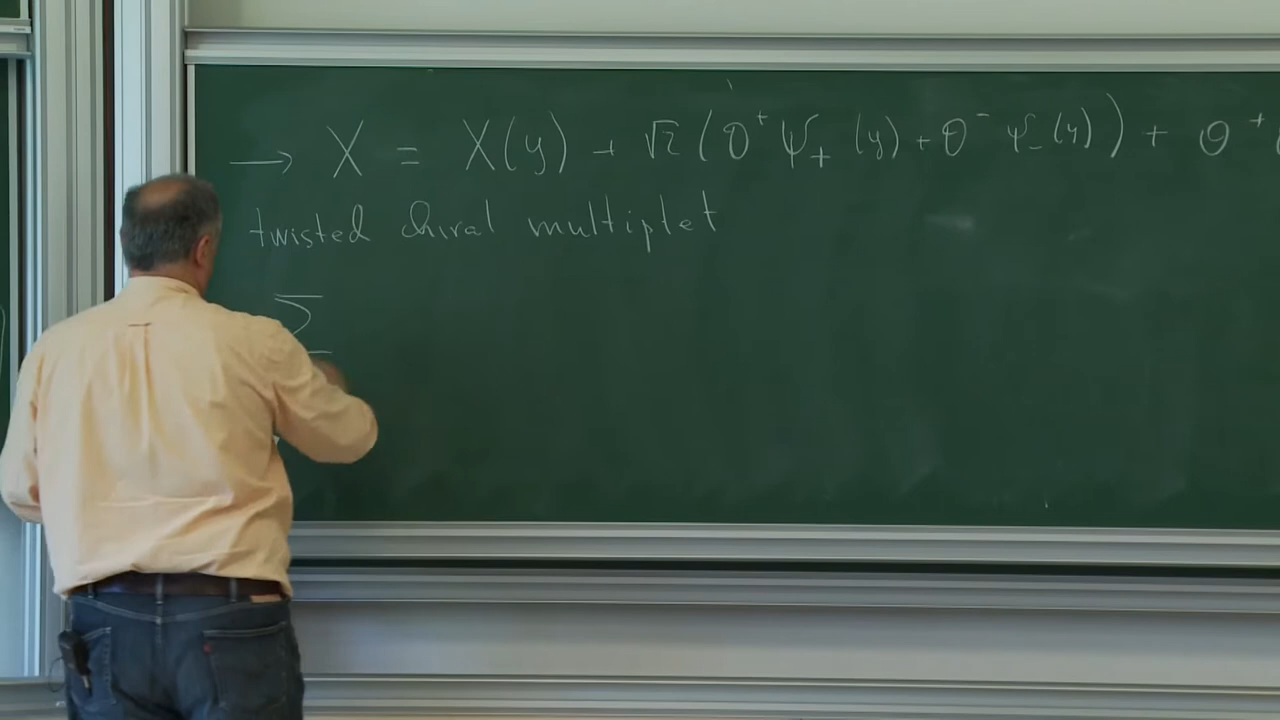 → X = X(y) + √2 (θ⁺ ψ₊ (y) + θ⁻ ψ₋ (y)) + θ⁺
twisted chiral multiplet
Σ